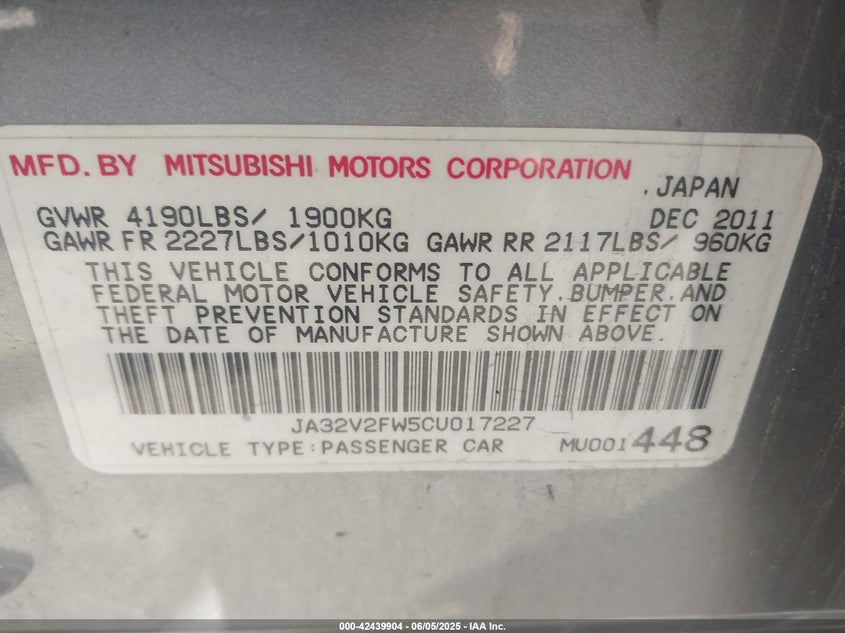 MFD. BY MITSUBISHI MOTORS CORPORATION
.JAPAN
GVWR 4190LBS/ 1900KG DEC 2011
GAWR FR 2227LBS/1010KG GAWR RR 2117LBS/ 960KG
THIS VEHICLE CONFORMS TO ALL APPLICABLE
FEDERAL MOTOR VEHICLE SAFETY, BUMPER, AND
THEFT PREVENTION STANDARDS IN EFFECT ON
THE DATE OF MANUFACTURE SHOWN ABOVE.
JA32V2FW5CU017227
VEHICLE TYPE:PASSENGER CAR MU001448
000-42439904 - 06/05/2025 - IAA Inc.